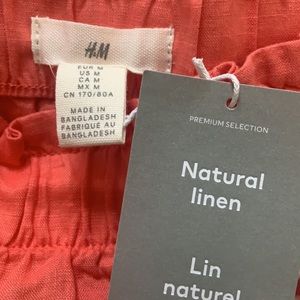 H&M
EUR M
US M
CA M
MX M
CN 170/80A
MADE IN
BANGLADESH
FABRIQUÉ AU
BANGLADESH
PREMIUM SELECTION
Natural
linen
Lin
naturel